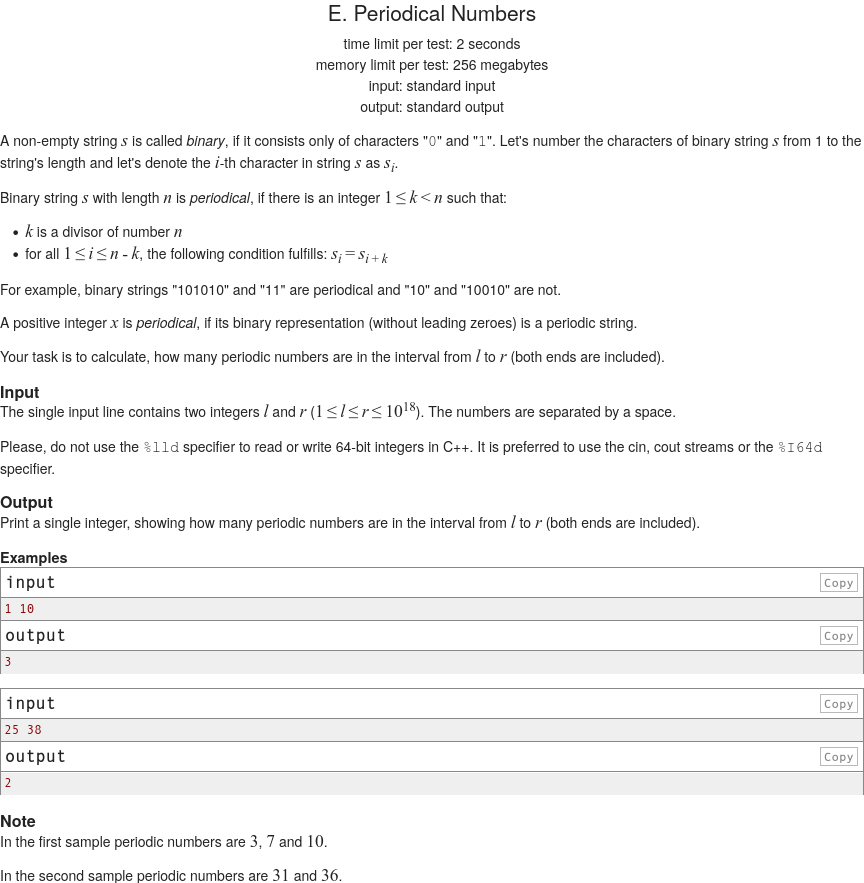 E. Periodical Numbers
time limit per test: 2 seconds
memory limit per test: 256 megabytes
input: standard input
output: standard output
A non-empty string s is called binary, if it consists only of characters "0" and "1". Let's number the characters of binary string s from 1 to the
string's length and let's denote the i-th character in string s as s_i.
Binary string s with length n is periodical, if there is an integer 1 ≤ k < n such that:
• k is a divisor of number n
• for all 1 ≤ i ≤ n - k, the following condition fulfills: s_i = s_{i + k}
For example, binary strings "101010" and "11" are periodical and "10" and "10010" are not.
A positive integer x is periodical, if its binary representation (without leading zeroes) is a periodic string.
Your task is to calculate, how many periodic numbers are in the interval from l to r (both ends are included).
Input
The single input line contains two integers l and r (1 ≤ l ≤ r ≤ 10^18). The numbers are separated by a space.
Please, do not use the %lld specifier to read or write 64-bit integers in C++. It is preferred to use the cin, cout streams or the %I64d
specifier.
Output
Print a single integer, showing how many periodic numbers are in the interval from l to r (both ends are included).
Examples
input Copy
1 10
output Copy
3
input Copy
25 38
output Copy
2
Note
In the first sample periodic numbers are 3, 7 and 10.
In the second sample periodic numbers are 31 and 36.